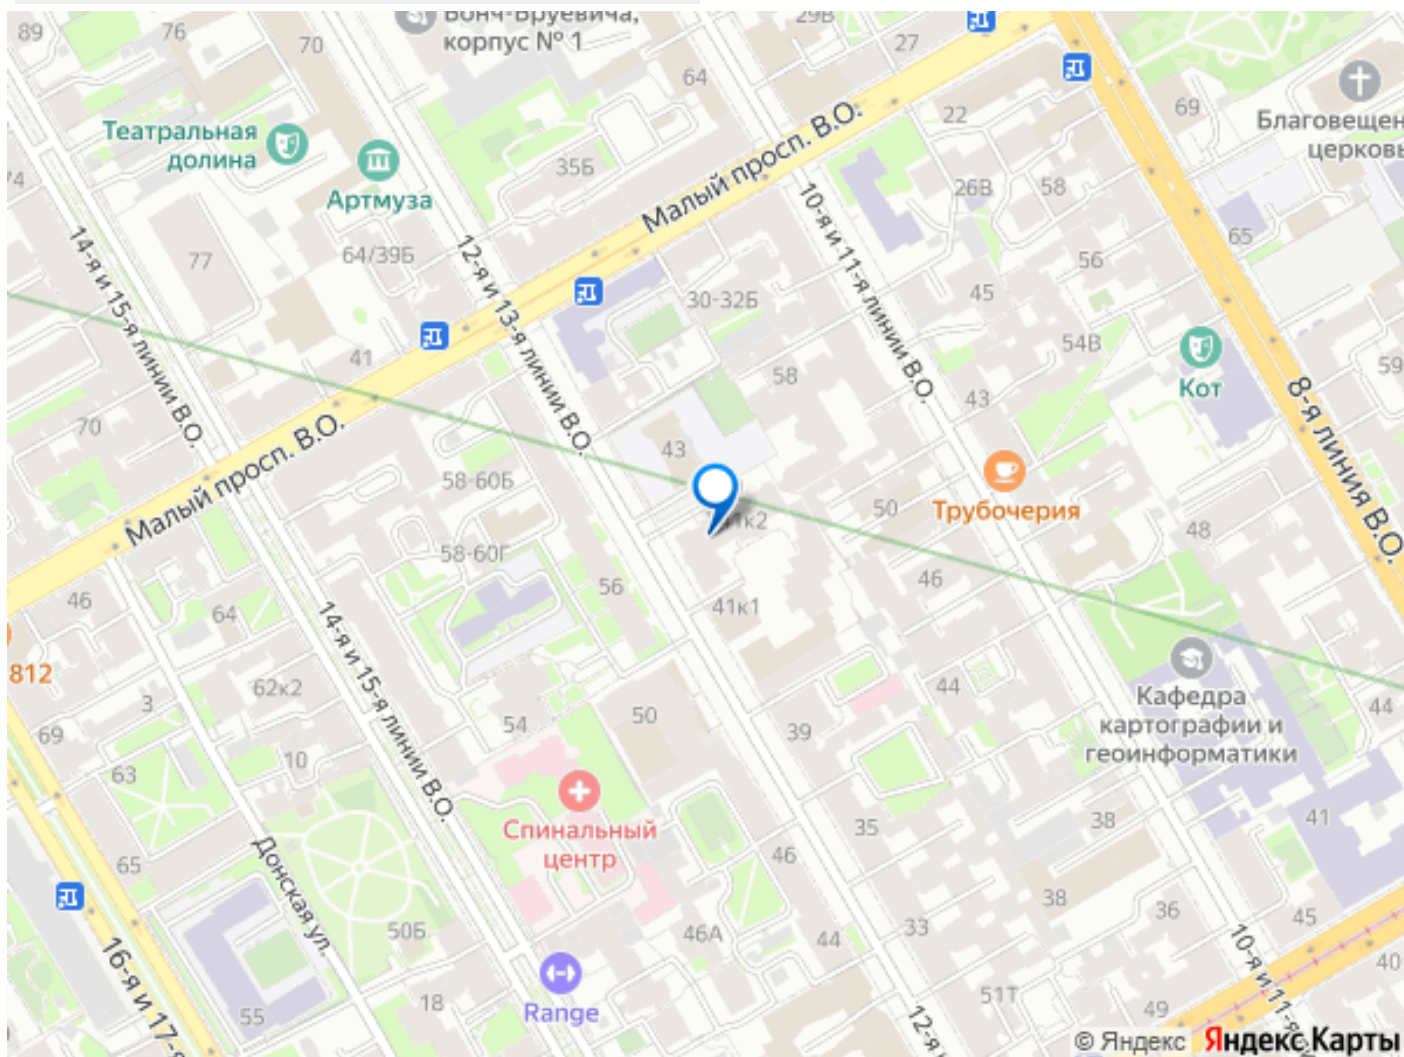 89
76
70
Бонч-Бруевича,
корпус № 1
29В
27
64
22
69
Благовещен
церковь
Театральная
долина
Артмуза
35Б
Малый просп. В.О.
26В
58
74
77
64/39Б
14-я и 15-я линии В.О.
12-я и 13-я линии В.О.
10-я и 11-я линии В.О.
65
56
30-32Б
45
54В
Кот
59
41
58
43
8-я линия В.О.
70
Малый просп. В.О.
43
58-60Б
Трубочерия
50
41к2
48
58-60Г
46
56
41к1
46
64
14-я и 15-я линии В.О.
812
62к2
3
44
Кафедра
картографии и
геоинформатики
44
69
54
50
39
10
63
Спинальный
центр
35
38
41
65
Донская ул.
46
38
36
45
50Б
46А
44
33
10-я и 11-я
16-я и 17-я
Range
18
51Т
49
40
55
12-я
© Яндекс Яндекс Карты